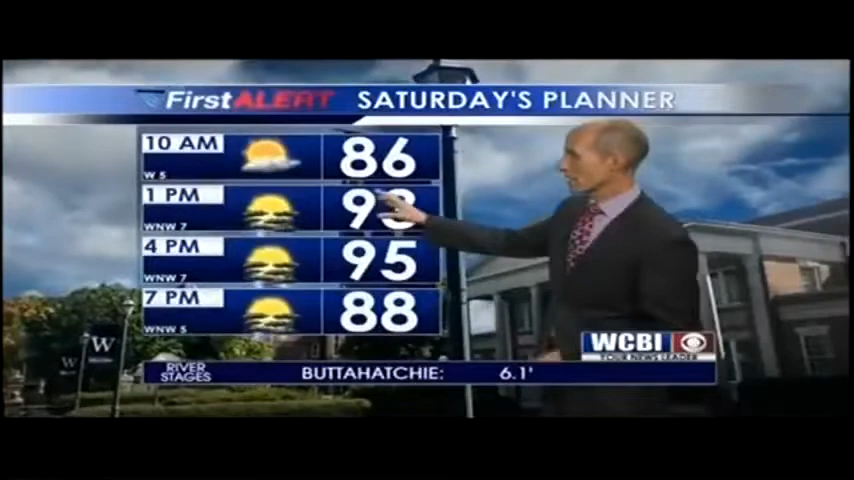 FirstALERT SATURDAY'S PLANNER
10 AM 86
W 5
1 PM 93
WNW 7
4 PM 95
WNW 7
7 PM 88
WNW 5
W
W
WCBI
YOUR NEWS LEADER
RIVER STAGES BUTTAHATCHIE: 6.1'